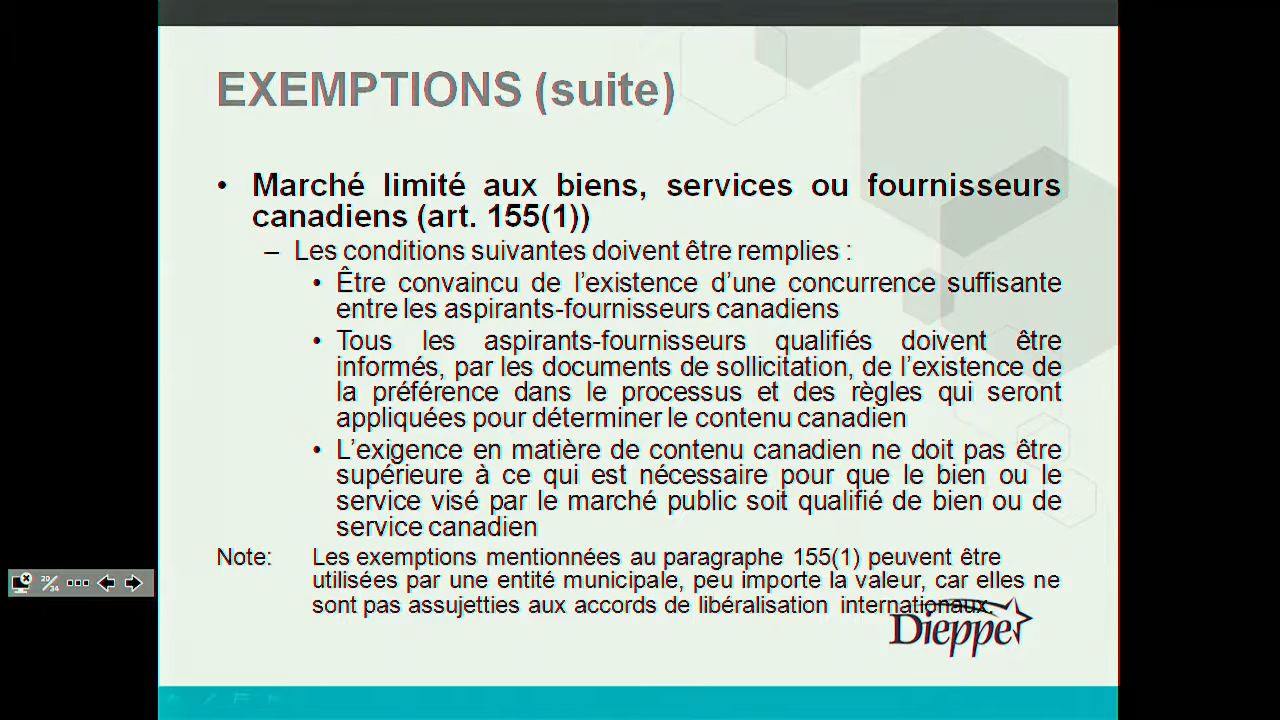 EXEMPTIONS (suite)
• Marché limité aux biens, services ou fournisseurs
canadiens (art. 155(1))
– Les conditions suivantes doivent être remplies :
• Être convaincu de l’existence d’une concurrence suffisante
entre les aspirants-fournisseurs canadiens
• Tous les aspirants-fournisseurs qualifiés doivent être
informés, par les documents de sollicitation, de l’existence de
la préférence dans le processus et des règles qui seront
appliquées pour déterminer le contenu canadien
• L’exigence en matière de contenu canadien ne doit pas être
supérieure à ce qui est nécessaire pour que le bien ou le
service visé par le marché public soit qualifié de bien ou de
service canadien
Note: Les exemptions mentionnées au paragraphe 155(1) peuvent être
utilisées par une entité municipale, peu importe la valeur, car elles ne
sont pas assujetties aux accords de libéralisation internationaux.
Dieppe
20/34